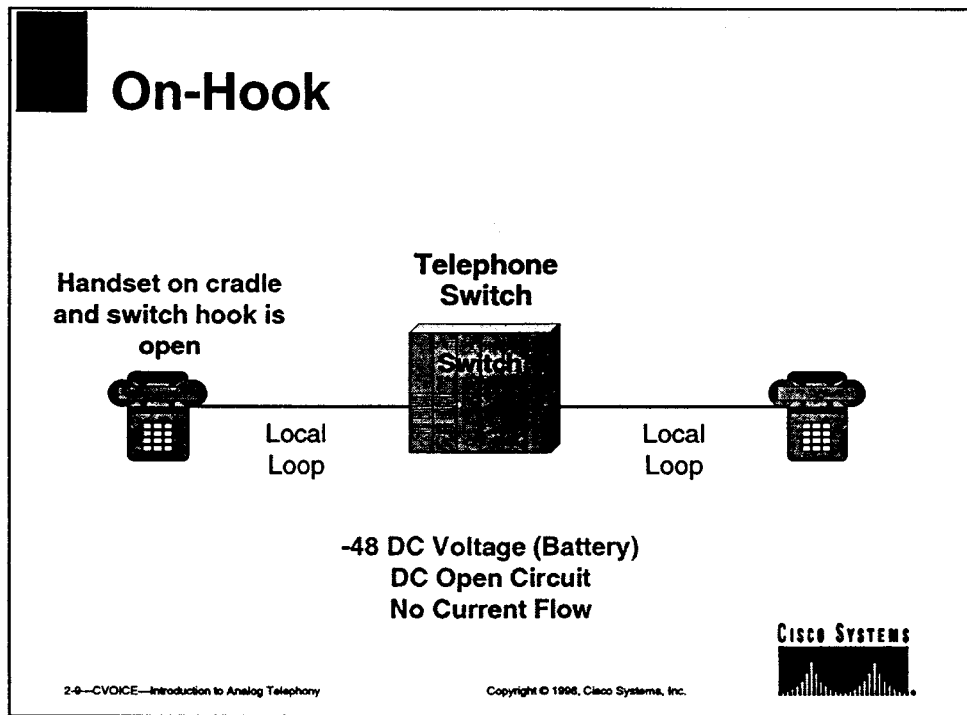 On-Hook
Telephone
Switch
Handset on cradle
and switch hook is
open
Switch
Local
Loop
Local
Loop
-48 DC Voltage (Battery)
DC Open Circuit
No Current Flow
CISCO SYSTEMS
2-9—CVOICE—Introduction to Analog Telephony
Copyright © 1998, Cisco Systems, Inc.